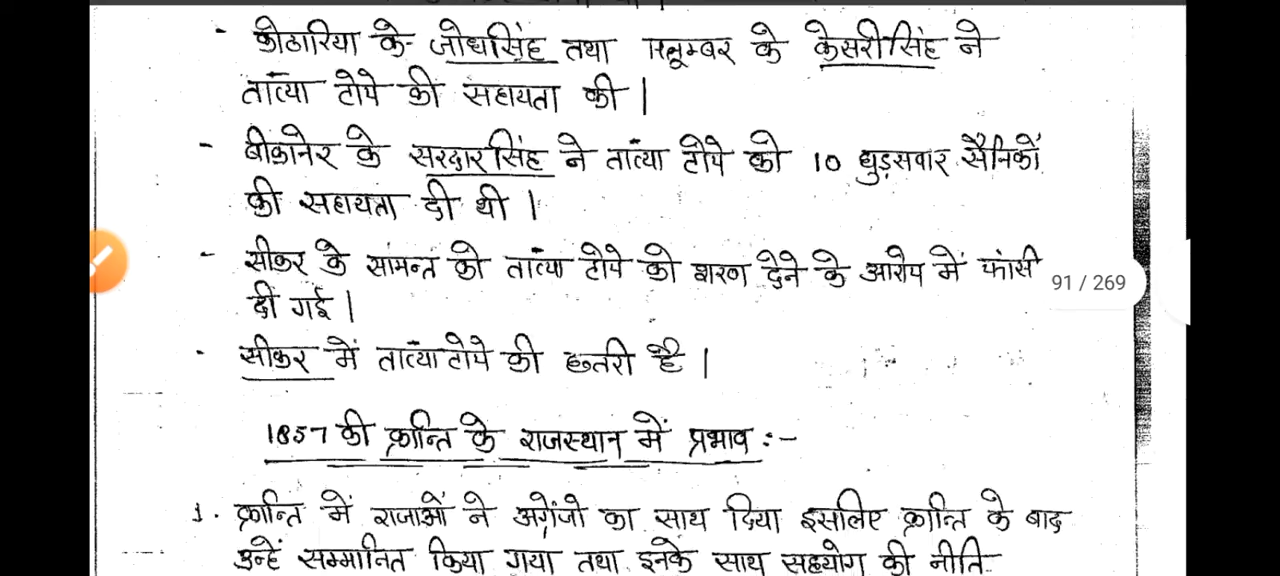 - कोठारिया के जोधसिंह तथा सलूम्बर के केसरीसिंह ने
तांत्या टोपे की सहायता की |
- बीकानेर के सरदारसिंह ने तांत्या टोपे को 10 घुड़सवार सैनिकों
की सहायता दी थी |
- सीकर के सामन्त को तांत्या टोपे को शरण देने के आरोप में फांसी
दी गई |
91 / 269
- सीकर में तांत्या टोपे की छतरी है |
1857 की क्रान्ति के राजस्थान में प्रभाव :-
1. क्रान्ति में राजाओं ने अंग्रेंजो का साथ दिया इसलिए क्रान्ति के बाद
उन्हें सम्मानित किया गया तथा इनके साथ सहयोग की नीति